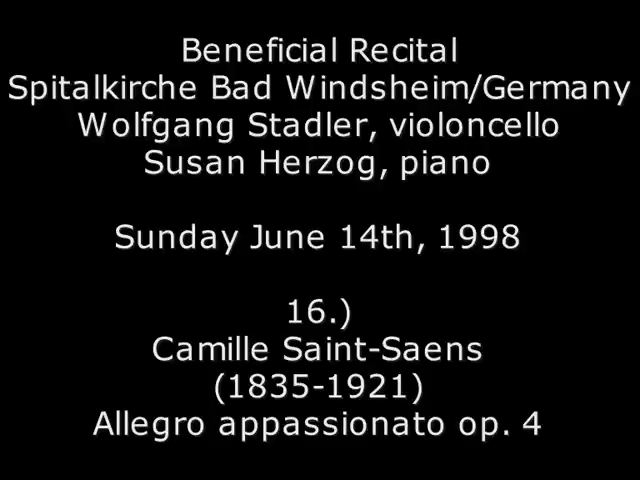 Beneficial Recital
Spitalkirche Bad Windsheim/Germany
Wolfgang Stadler, violoncello
Susan Herzog, piano
Sunday June 14th, 1998
16.)
Camille Saint-Saens
(1835-1921)
Allegro appassionato op. 4